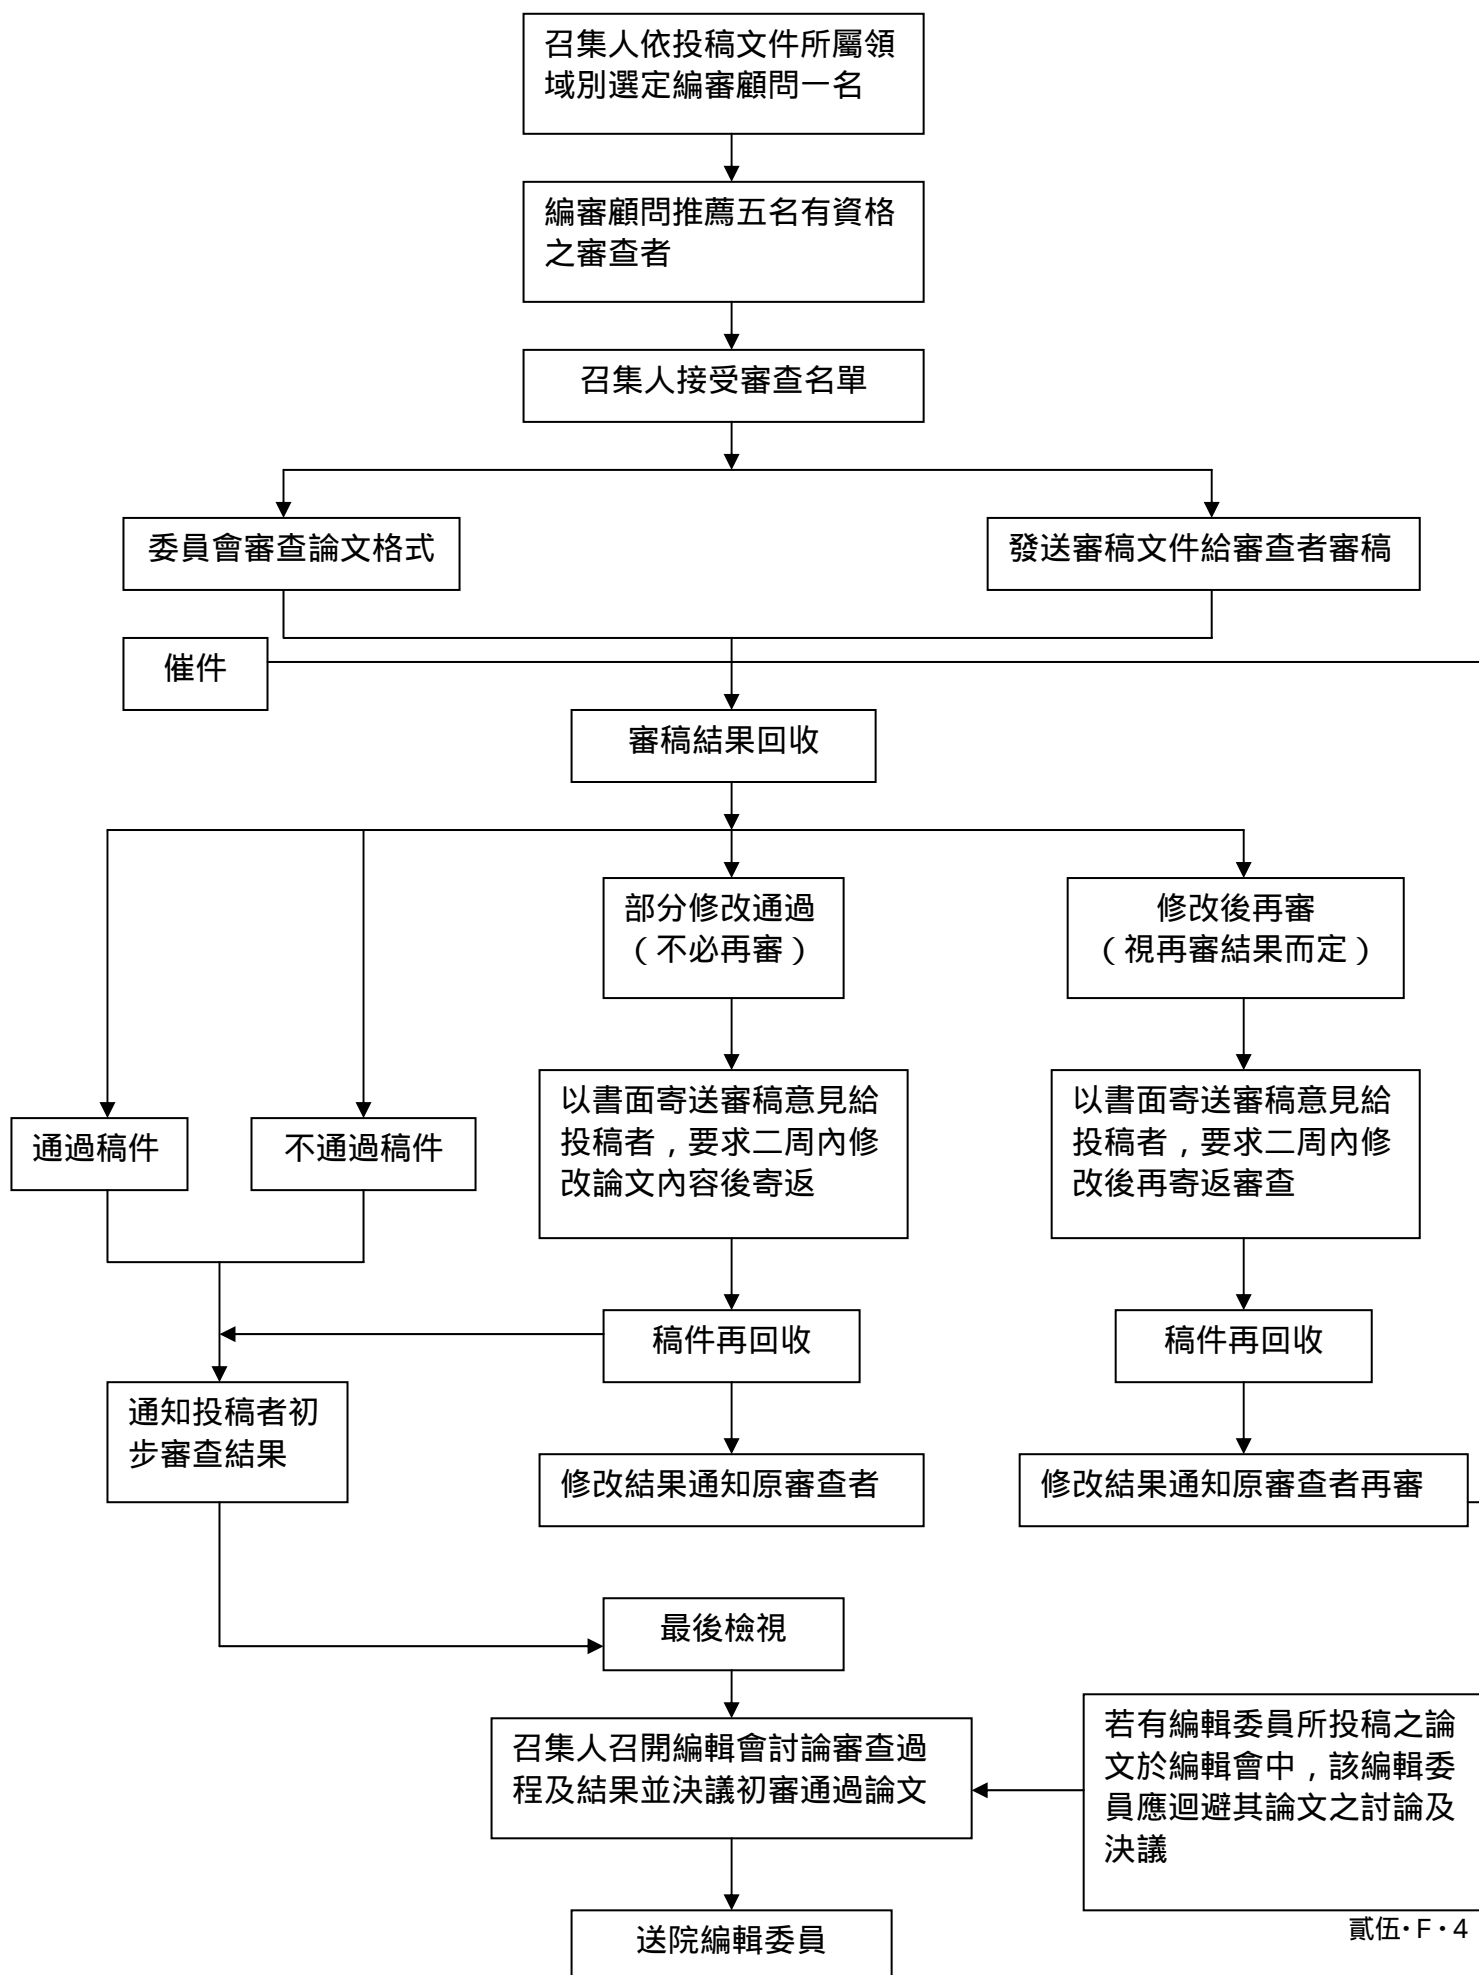 召集人依投稿文件所屬領
域別選定編審顧問一名
編審顧問推薦五名有資格
之審查者
召集人接受審查名單
委員會審查論文格式
發送審稿文件給審查者審稿
催件
審稿結果回收
部分修改通過
（不必再審）
修改後再審
（視再審結果而定）
通過稿件
不通過稿件
以書面寄送審稿意見給
投稿者，要求二周內修
改論文內容後寄返
以書面寄送審稿意見給
投稿者，要求二周內修
改後再寄返審查
稿件再回收
稿件再回收
通知投稿者初
步審查結果
修改結果通知原審查者
修改結果通知原審查者再審
最後檢視
召集人召開編輯會討論審查過
程及結果並決議初審通過論文
若有編輯委員所投稿之論
文於編輯會中，該編輯委
員應迴避其論文之討論及
決議
送院編輯委員
貳伍·F·4